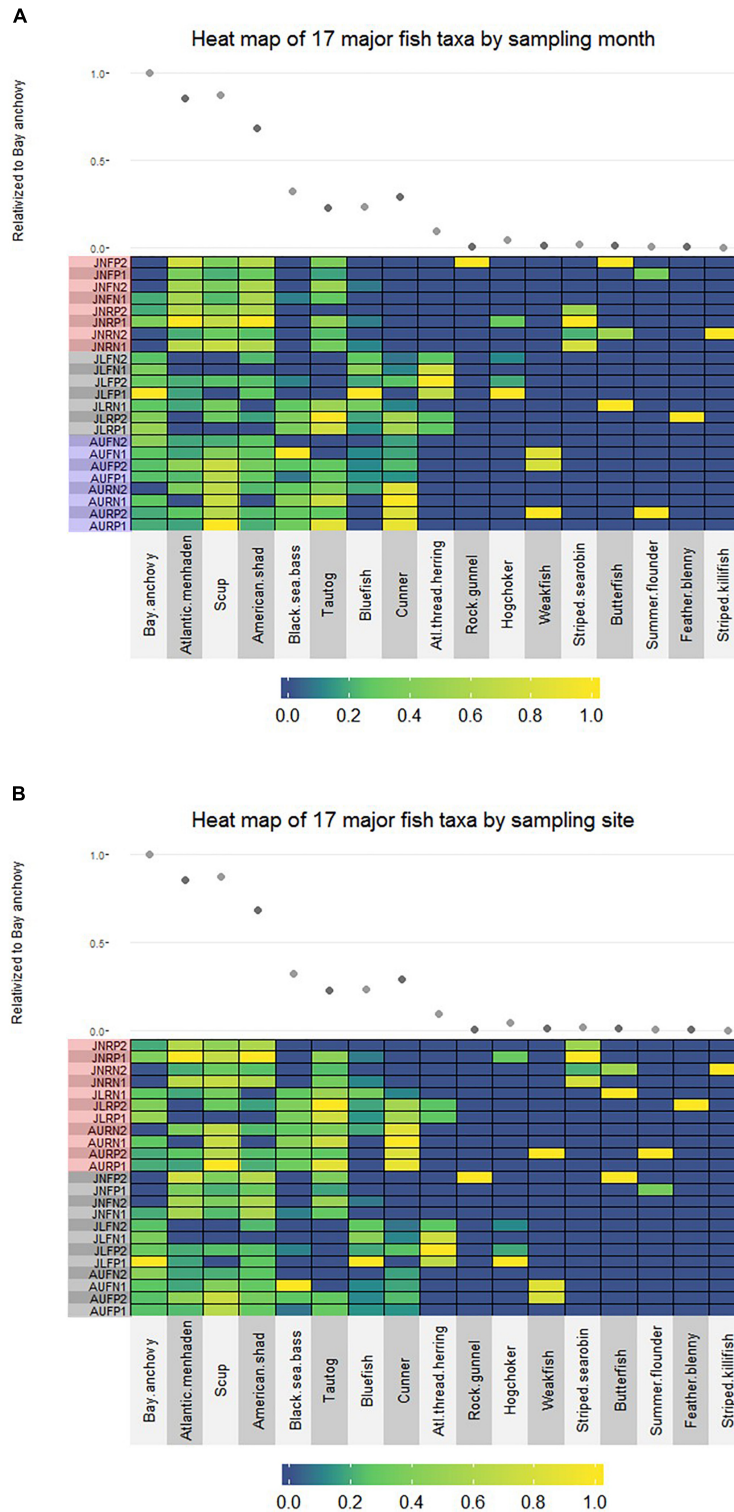 A
Heat map of 17 major fish taxa by sampling month
Relativized to Bay anchovy
1.0-
0.5-
0.0-
JNFP2
JNFP1
JNFN2
JNFN1
JNRP2
JNRP1
JNRN2
JNRN1
JLFN2
JLFN1
JLFP2
JLFP1
JLRN1
JLRP2
JLRP1
AUFN2
AUFN1
AUFP2
AUFP1
AURN2
AURN1
AURP2
AURP1
Bay.anchovy
Atlantic.menhaden
Scup
American.shad
Black.sea.bass
Tautog
Bluefish
Cunner
Atl.thread.herring
Rock.gunnel
Hogchoker
Weakfish
Striped.searobin
Butterfish
Summer.flounder
Feather.blenny
Striped.killifish
0.0 0.2 0.4 0.6 0.8 1.0
B
Heat map of 17 major fish taxa by sampling site
Relativized to Bay anchovy
1.0-
0.5-
0.0-
JNRP2
JNRP1
JNRN2
JNRN1
JLRN1
JLRP2
JLRP1
AURN2
AURN1
AURP2
AURP1
JNFP2
JNFP1
JNFN2
JNFN1
JLFN2
JLFN1
JLFP2
JLFP1
AUFN2
AUFN1
AUFP2
AUFP1
Bay.anchovy
Atlantic.menhaden
Scup
American.shad
Black.sea.bass
Tautog
Bluefish
Cunner
Atl.thread.herring
Rock.gunnel
Hogchoker
Weakfish
Striped.searobin
Butterfish
Summer.flounder
Feather.blenny
Striped.killifish
0.0 0.2 0.4 0.6 0.8 1.0